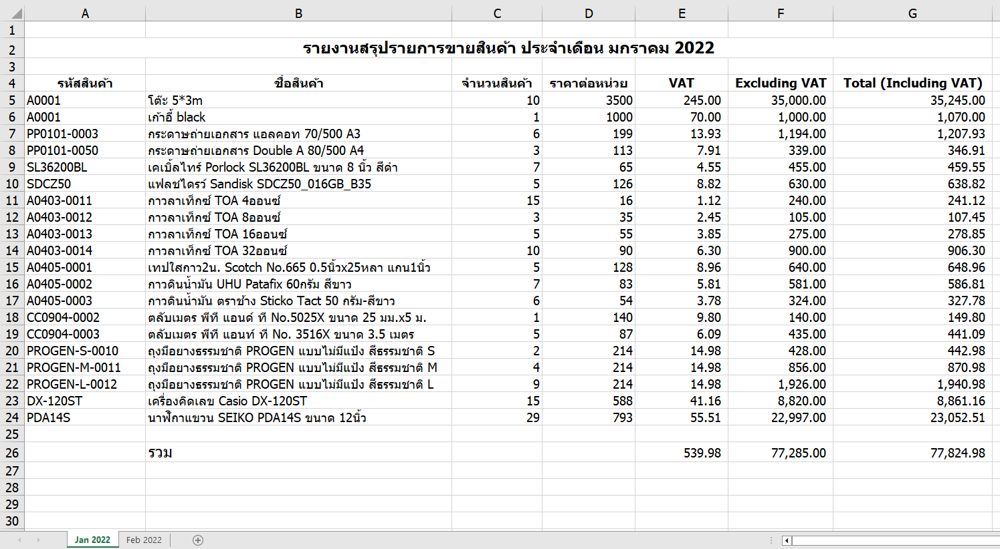 A B C D E F G
1
2 รายงานสรุปรายการขายสินค้า ประจำเดือน มกราคม 2022
3
4 รหัสสินค้า ชื่อสินค้า จำนวนสินค้า ราคาต่อหน่วย VAT Excluding VAT Total (Including VAT)
5 A0001 โต๊ะ 5*3m 10 3500 245.00 35,000.00 35,245.00
6 A0001 เก้าอี้ black 1 1000 70.00 1,000.00 1,070.00
7 PP0101-0003 กระดาษถ่ายเอกสาร แอลคอท 70/500 A3 6 199 13.93 1,194.00 1,207.93
8 PP0101-0050 กระดาษถ่ายเอกสาร Double A 80/500 A4 3 113 7.91 339.00 346.91
9 SL36200BL เคเบิ้ลไทร์ Porlock SL36200BL ขนาด 8 นิ้ว สีดำ 7 65 4.55 455.00 459.55
10 SDCZ50 แฟลชไดรว์ Sandisk SDCZ50_016GB_B35 5 126 8.82 630.00 638.82
11 A0403-0011 กาวลาเท็กซ์ TOA 4ออนซ์ 15 16 1.12 240.00 241.12
12 A0403-0012 กาวลาเท็กซ์ TOA 8ออนซ์ 3 35 2.45 105.00 107.45
13 A0403-0013 กาวลาเท็กซ์ TOA 16ออนซ์ 5 55 3.85 275.00 278.85
14 A0403-0014 กาวลาเท็กซ์ TOA 32ออนซ์ 10 90 6.30 900.00 906.30
15 A0405-0001 เทปใสกาว2น. Scotch No.665 0.5นิ้วx25หลา แกน1นิ้ว 5 128 8.96 640.00 648.96
16 A0405-0002 กาวดินน้ำมัน UHU Patafix 60กรัม สีขาว 7 83 5.81 581.00 586.81
17 A0405-0003 กาวดินน้ำมัน ตราช้าง Sticko Tact 50 กรัม-สีขาว 6 54 3.78 324.00 327.78
18 CC0904-0002 ตลับเมตร พีที แอนด์ ที No.5025X ขนาด 25 มม.x5 ม. 1 140 9.80 140.00 149.80
19 CC0904-0003 ตลับเมตร พีที แอนท์ ที No. 3516X ขนาด 3.5 เมตร 5 87 6.09 435.00 441.09
20 PROGEN-S-0010 ถุงมือยางธรรมชาติ PROGEN แบบไม่มีแป้ง สีธรรมชาติ S 2 214 14.98 428.00 442.98
21 PROGEN-M-0011 ถุงมือยางธรรมชาติ PROGEN แบบไม่มีแป้ง สีธรรมชาติ M 4 214 14.98 856.00 870.98
22 PROGEN-L-0012 ถุงมือยางธรรมชาติ PROGEN แบบไม่มีแป้ง สีธรรมชาติ L 9 214 14.98 1,926.00 1,940.98
23 DX-120ST เครื่องคิดเลข Casio DX-120ST 15 588 41.16 8,820.00 8,861.16
24 PDA14S นาฬิกาแขวน SEIKO PDA14S ขนาด 12นิ้ว 29 793 55.51 22,997.00 23,052.51
25
26 รวม 539.98 77,285.00 77,824.98
27
28
29
30
Jan 2022 Feb 2022